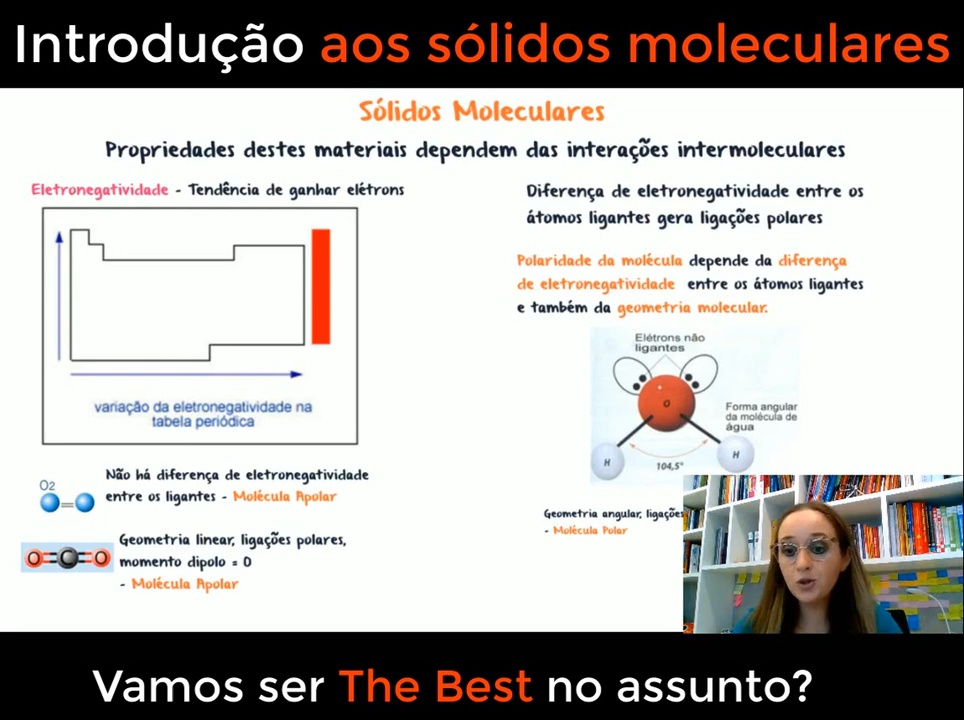 Introdução aos sólidos moleculares
Sólidos Moleculares
Propriedades destes materiais dependem das interações intermoleculares
Eletronegatividade - Tendência de ganhar elétrons
variação da eletronegatividade na
tabela periódica
O2
Não há diferença de eletronegatividade
entre os ligantes - Molécula Apolar
O C O
Geometria linear, ligações polares,
momento dipolo = 0
- Molécula Apolar
Diferença de eletronegatividade entre os
átomos ligantes gera ligações polares
Polaridade da molécula depende da diferença
de eletronegatividade entre os átomos ligantes
e também da geometria molecular.
Elétrons não
ligantes
O
Forma angular
da molécula de
água
H
H
104,5°
Geometria angular, ligações
- Molécula Polar
Vamos ser The Best no assunto?